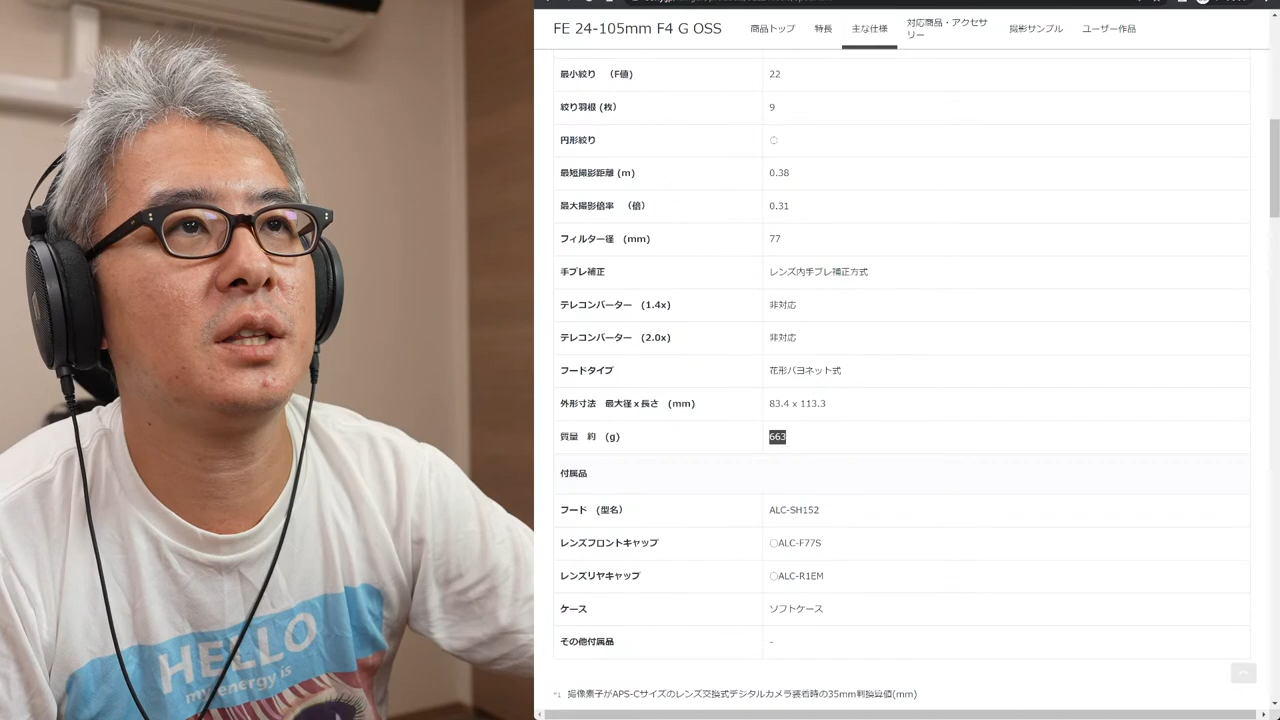 FE 24-105mm F4 G OSS
商品トップ
特長
主な仕様
対応商品・アクセサリー
撮影サンプル
ユーザー作品
最小絞り （F値) 22
絞り羽根 (枚) 9
円形絞り ○
最短撮影距離 (m) 0.38
最大撮影倍率 （倍） 0.31
フィルター径 (mm) 77
手ブレ補正 レンズ内手ブレ補正方式
テレコンバーター (1.4x) 非対応
テレコンバーター (2.0x) 非対応
フードタイプ 花形バヨネット式
外形寸法 最大径 x 長さ (mm) 83.4 x 113.3
質量 約 (g) 663
付属品
フード (型名） ALC-SH152
レンズフロントキャップ ○ALC-F77S
レンズリヤキャップ ○ALC-R1EM
ケース ソフトケース
その他付属品 -
*1 撮像素子がAPS-Cサイズのレンズ交換式デジタルカメラ装着時の35mm判換算値(mm)
HELLO
my energy is